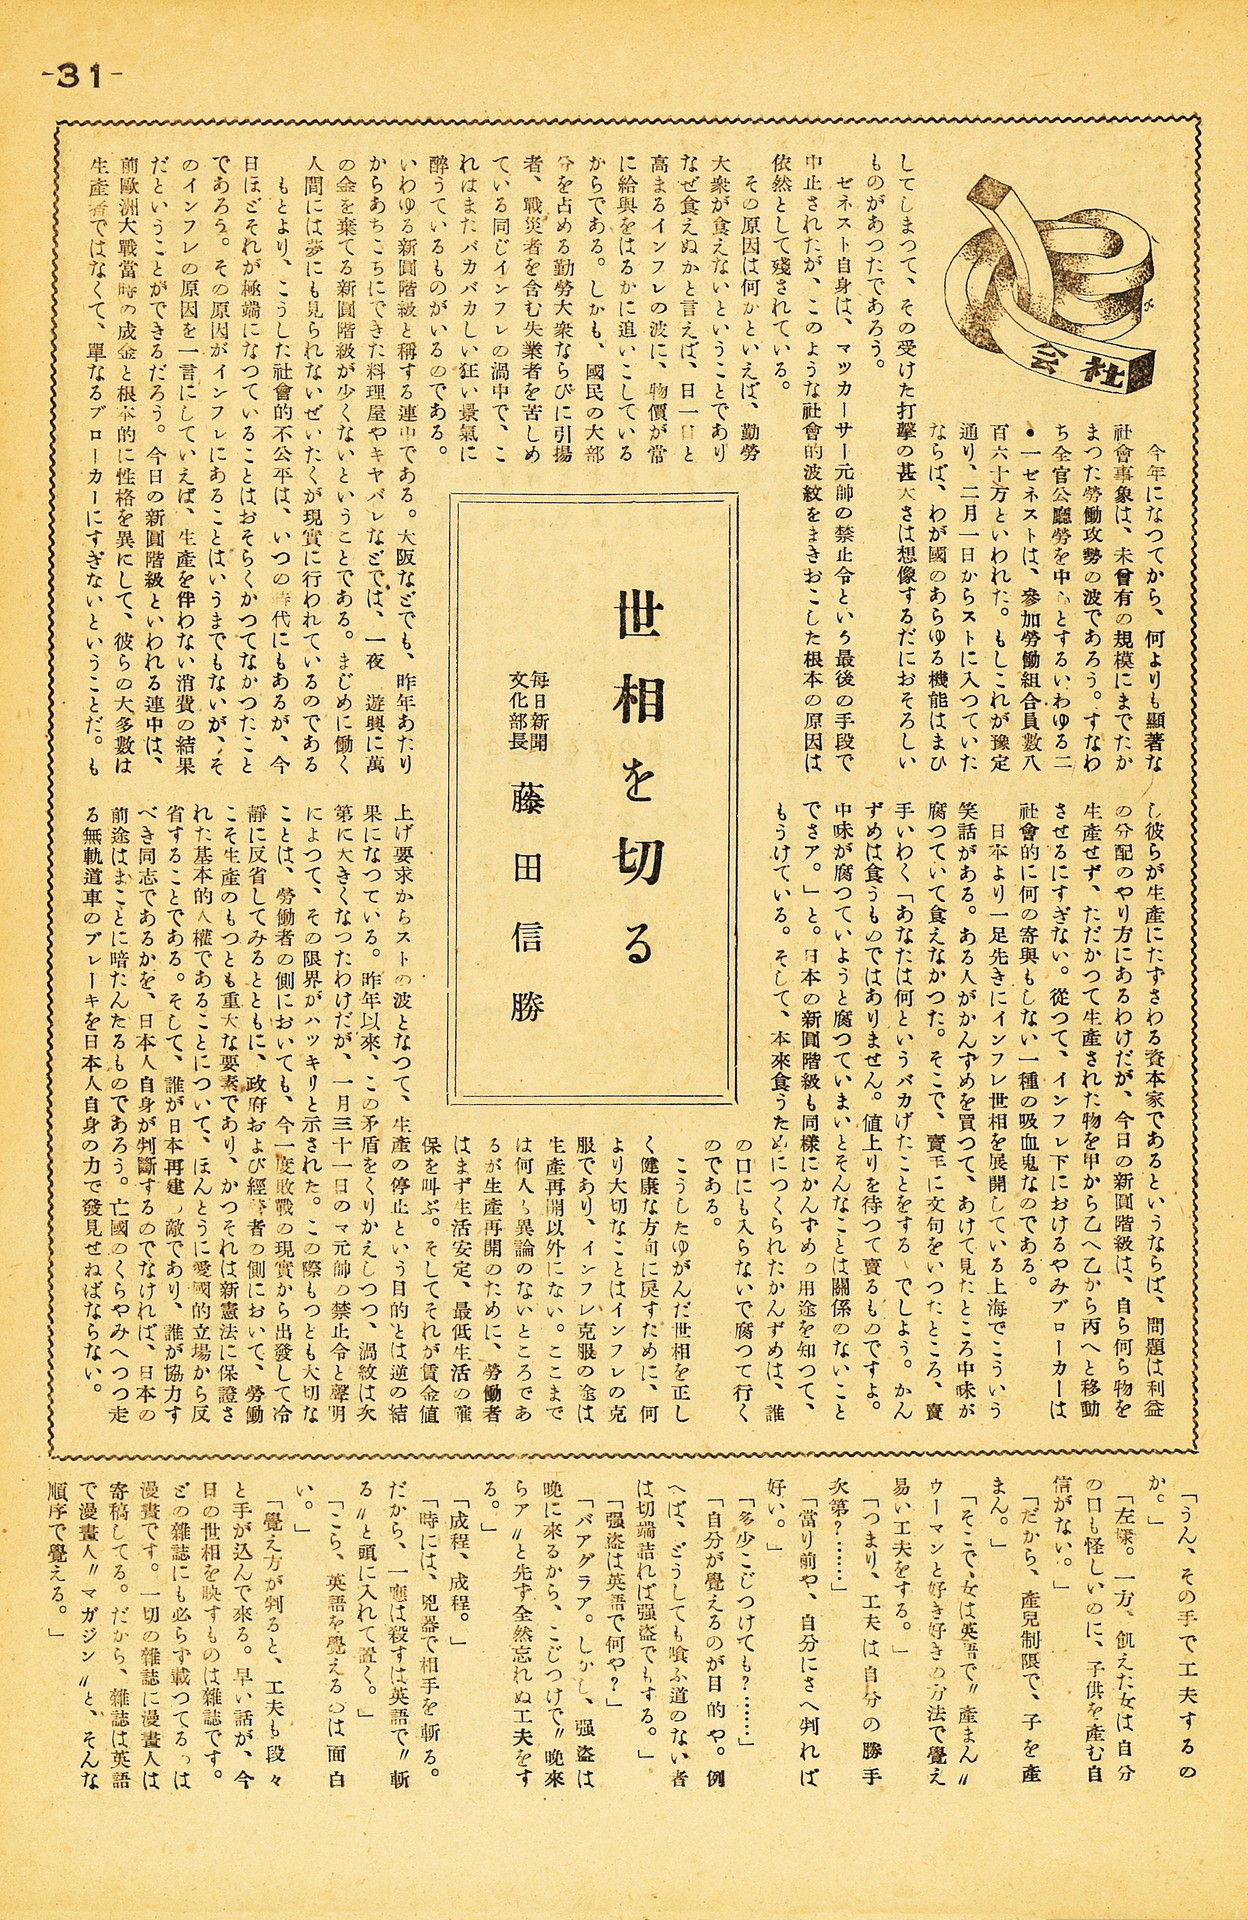 -31-
会社
世相を切る
毎日新聞
文化部長
藤田信勝
今年になつてから、何よりも顯著な
社會事象は、未曾有の規模にまでたか
まつた勞働攻勢の波であろう。すなわ
ち全官公廳勞を中心とするいわゆる二
・一ゼネストは、參加勞働組合員數八
百六十万といわれた。もしこれが豫定
通り、二月一日からストに入つていた
ならば、わが國のあらゆる機能はまひ
してしまつて、その受けた打擊の甚大さは想像するだにおそろしい
ものがあつたであろう。
ゼネスト自身は、マツカーサー元帥の禁止令という最後の手段で
中止されたが、このような社會的波紋をまきおこした根本の原因は
依然として殘されている。
その原因は何かといえば、勤勞
大衆が食えないということであり
なぜ食えぬかと言えば、日一日と
高まるインフレの波に、物價が常
に給與をはるかに追いこしている
からである。しかも、國民の大部
分を占める勤勞大衆ならびに引揚
者、戰災者を含む失業者を苦しめ
ている同じインフレの渦中で、こ
れはまたバカバカしい狂い景氣に
醉うているものがいるのである。
いわゆる新圓階級と稱する連中である。大阪などでも、昨年あたり
からあちこちにできた料理屋やキヤバレなどでは、一夜 遊興に萬
の金を棄てる新圓階級が少くないということである。まじめに働く
人間には夢にも見られないぜいたくが現實に行われているのである
もとより、こうした社會的不公平は、いつの時代にもあるが、今
日ほどそれが極端になつていることはおそらくかつてなかつたこと
であろう。その原因がインフレにあることはいうまでもないが、そ
のインフレの原因を一言にしていえば、生產を伴わない消費の結果
だということができるだろう。今日の新圓階級といわれる連中は、
前歐洲大戰當時の成金と根本的に性格を異にして、彼らの大多數は
生產者ではなくて、單なるブローカーにすぎないということだ。も
し彼らが生產にたずさわる資本家であるというならば、問題は利益
の分配のやり方にあるわけだが、今日の新圓階級は、自ら何ら物を
生產せず、ただかつて生產された物を甲から乙へ乙から丙へと移動
させるにすぎない。從つて、インフレ下におけるやみブローカーは
社會的に何の寄與もしない一種の吸血鬼なのである。
日本より一足先きにインフレ世相を展開している上海でこういう
笑話がある。ある人がかんずめを買つて、あけて見たところ中味が
腐つていて食えなかつた。そこで、賣手に文句をいつたところ、賣
手いわく「あなたは何というバカげたことをする でしよう。かん
ずめは食うものではありません。値上りを待つて賣るものですよ。
中味が腐つていようと腐つていまいとそんなことは關係のないこと
でさア。」と。日本の新圓階級も同樣にかんずめの用途を知つて、
もうけている。そして、本來食うためにつくられたかんずめは、誰
の口にも入らないで腐つて行く
のである。
こうしたゆがんだ世相を正し
く健康な方向に戻すために、何
より大切なことはインフレの克
服であり、インフレ克服の途は
生產再開以外にない。ここまで
は何人も異論のないところであ
るが生產再開のために、勞働者
はまず生活安定、最低生活の確
保を叫ぶ。そしてそれが賃金値
上げ要求からストの波となつて、生產の停止という目的とは逆の結
果になつている。昨年以來、この矛盾をくりかえしつつ、渦紋は次
第に大きくなつたわけだが、一月三十一日のマ元帥の禁止令と聲明
によつて、その限界がハツキリと示された。この際もつとも大切な
ことは、勞働者の側においても、今一度敗戰の現實から出發して冷
靜に反省してみるとともに、政府および經營者の側において、勞働
こそ生產のもつとも重大な要素であり、かつそれは新憲法に保證さ
れた基本的人權であることについて、ほんとうに愛國的立場から反
省することである。そして、誰が日本再建の敵であり、誰が協力す
べき同志であるかを、日本人自身が判斷するのでなければ、日本の
前途はまことに暗たんたるものであろう。亡國のくらやみへつつ走
る無軌道車のブレーキを日本人自身の力で發見せねばならない。
「うん、その手で工夫するの
か。」
「左樣。一方、飢えた女は自分
の口も怪しいのに、子供を產む自
信がない。」
「だから、產兒制限で、子を產
まん。」
「そこで、女は英語で〃產まん〃
ウーマンと好き好きの方法で覺え
易い工夫をする。」
「つまり、工夫は自分の勝手
次第?……」
「當り前や、自分にさへ判れば
好い。」
「多少こじつけても?……」
「自分が覺えるのが目的や。例
へば、どうしても喰ふ道のない者
は切端詰れば强盜でもする。」
「强盜は英語で何や?」
「バアグラア。しかし、强盜は
晩に來るから、こじつけで〃晩來
らア〃と先ず全然忘れぬ工夫をす
る。」
「成程、成程。」
「時には、兇器で相手を斬る。
だから、一應は殺すは英語で〃斬
る〃と頭に入れて置く。」
「こら、英語を覺えるのは面白
い。」
「覺え方が判ると、工夫も段々
と手が込んで來る。早い話が、今
日の世相を映すものは雜誌です。
どの雜誌にも必らず載つてるのは
漫畫です。一切の雜誌に漫畫人は
寄稿してる。だから、雜誌は英語
で漫畫人〃マガジン〃と、そんな
順序で覺える。」